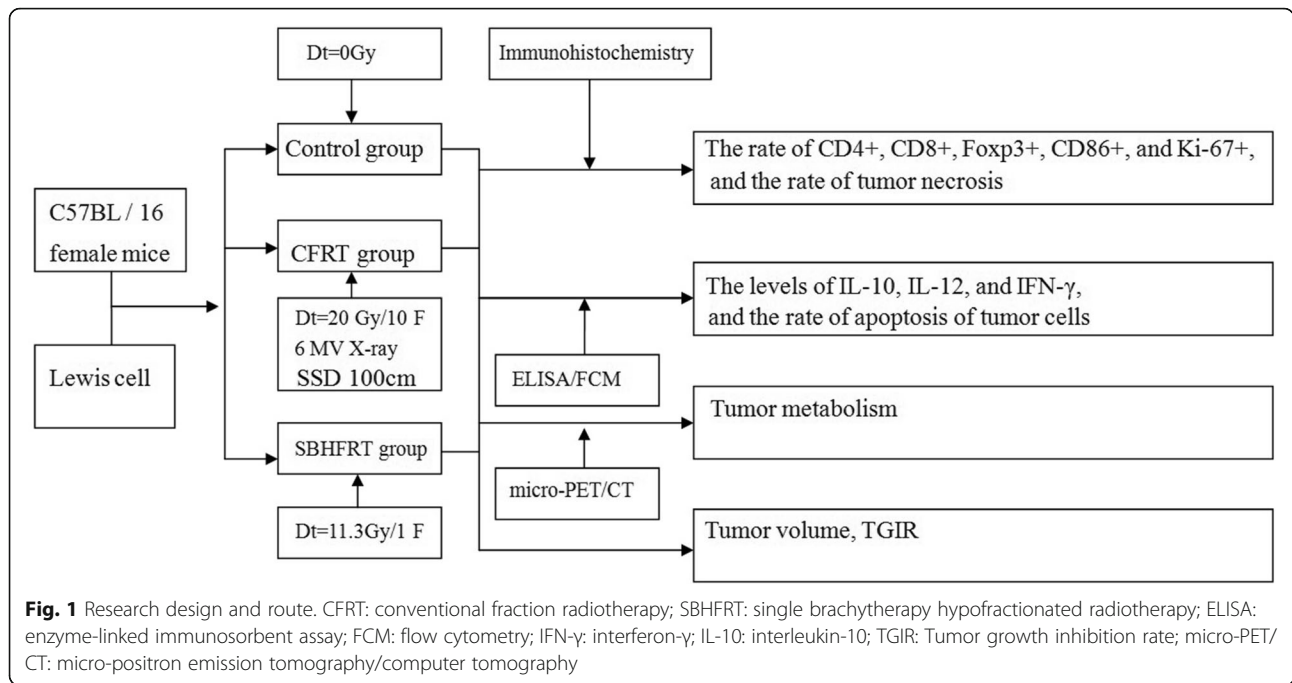 Dt=0Gy
Immunohistochemistry
Control group
The rate of CD4+, CD8+, Foxp3+, CD86+, and Ki-67+,
and the rate of tumor necrosis
C57BL / 16
female mice
CFRT group
The levels of IL-10, IL-12, and IFN-γ,
and the rate of apoptosis of tumor cells
Dt=20 Gy/10 F
6 MV X-ray
SSD 100cm
Lewis cell
ELISA/FCM
Tumor metabolism
SBHFRT group
micro-PET/CT
Dt=11.3Gy/1 F
Tumor volume, TGIR
Fig. 1 Research design and route. CFRT: conventional fraction radiotherapy; SBHFRT: single brachytherapy hypofractionated radiotherapy; ELISA:
enzyme-linked immunosorbent assay; FCM: flow cytometry; IFN-γ: interferon-γ; IL-10: interleukin-10; TGIR: Tumor growth inhibition rate; micro-PET/
CT: micro-positron emission tomography/computer tomography